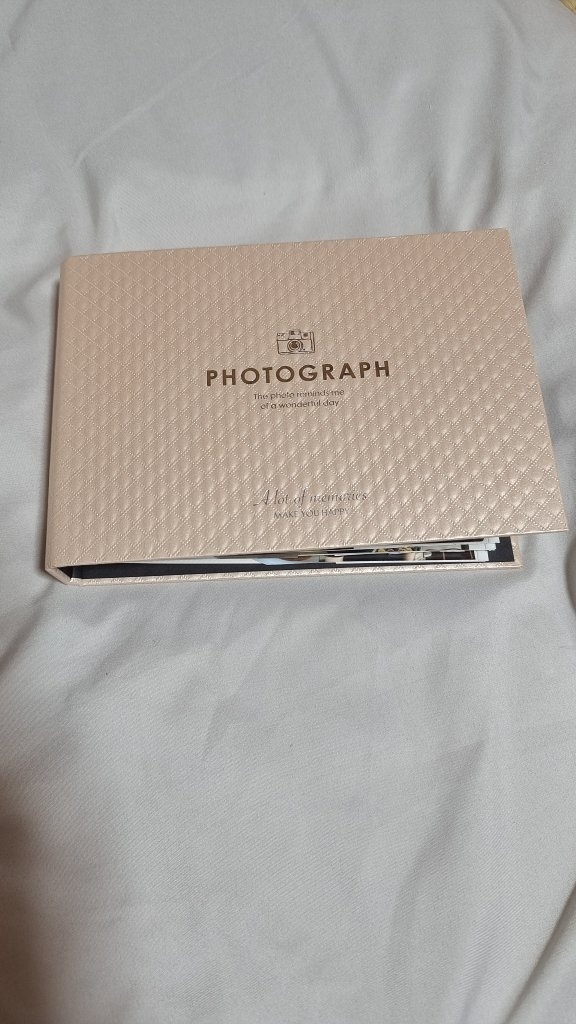 PHOTOGRAPH
The photo reminds me
of a wonderful day
A lot of memories
MAKE YOU HAPPY